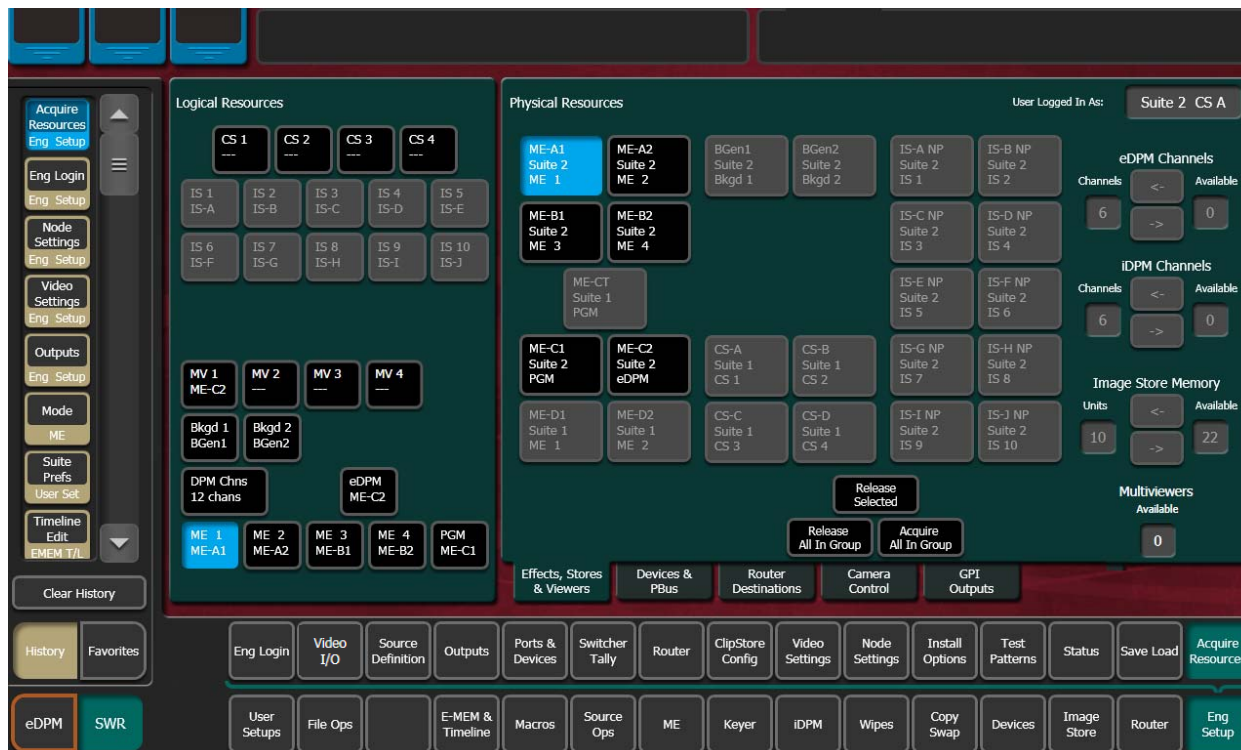 Acquire
Resources
Eng Setup
Eng Login
Eng Setup
Node
Settings
Eng Setup
Video
Settings
Eng Setup
Outputs
Eng Setup
Mode
ME
Suite
Prefs
User Set
Timeline
Edit
EMEM T/L
Clear History
History Favorites
eDPM SWR
Logical Resources
CS 1 CS 2 CS 3 CS 4
--- --- --- ---
IS 1 IS 2 IS 3 IS 4 IS 5
IS-A IS-B IS-C IS-D IS-E
IS 6 IS 7 IS 8 IS 9 IS 10
IS-F IS-G IS-H IS-I IS-J
MV 1 MV 2 MV 3 MV 4
ME-C2 --- --- ---
Bkgd 1 Bkgd 2
BGen1 BGen2
DPM Chns eDPM
12 chans ME-C2
ME 1 ME 2 ME 3 ME 4 PGM
ME-A1 ME-A2 ME-B1 ME-B2 ME-C1
Physical Resources User Logged In As: Suite 2 CS A
ME-A1 ME-A2 BGen1 BGen2 IS-A NP IS-B NP
Suite 2 Suite 2 Suite 2 Suite 2 Suite 2 Suite 2
ME 1 ME 2 Bkgd 1 Bkgd 2 IS 1 IS 2
ME-B1 ME-B2 IS-C NP IS-D NP
Suite 2 Suite 2 Suite 2 Suite 2
ME 3 ME 4 IS 3 IS 4
ME-CT IS-E NP IS-F NP
Suite 1 Suite 2 Suite 2
PGM IS 5 IS 6
ME-C1 ME-C2 CS-A CS-B IS-G NP IS-H NP
Suite 2 Suite 2 Suite 1 Suite 1 Suite 2 Suite 2
PGM eDPM CS 1 CS 2 IS 7 IS 8
ME-D1 ME-D2 CS-C CS-D IS-I NP IS-J NP
Suite 1 Suite 1 Suite 1 Suite 1 Suite 2 Suite 2
ME 1 ME 2 CS 3 CS 4 IS 9 IS 10
Release
Selected
Release Acquire
All In Group All In Group
eDPM Channels
Channels <- Available
6 -> 0
iDPM Channels
Channels <- Available
6 -> 0
Image Store Memory
Units <- Available
10 -> 22
Multiviewers
Available
0
Effects, Stores Devices & Router Camera GPI
& Viewers PBus Destinations Control Outputs
Eng Login Video Source Outputs Ports & Switcher Router ClipStore Video Node Install Test Status Save Load Acquire
I/O Definition Devices Tally Config Settings Settings Options Patterns Resource
User File Ops E-MEM & Macros Source ME Keyer iDPM Wipes Copy Devices Image Router Eng
Setups Timeline Ops Swap Store Setup